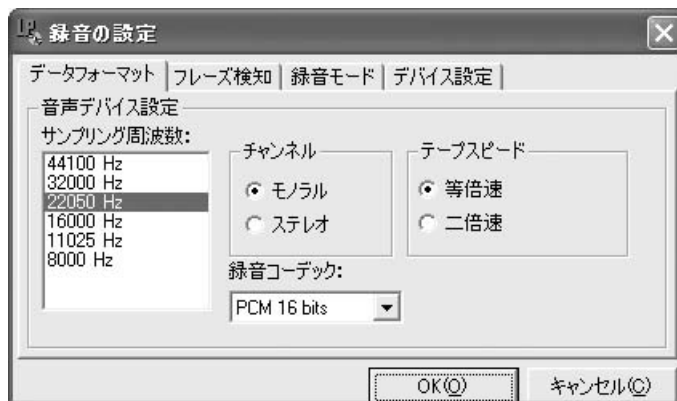 録音の設定
データフォーマット フレーズ検知 録音モード デバイス設定
音声デバイス設定
サンプリング周波数:
44100 Hz
32000 Hz
22050 Hz
16000 Hz
11025 Hz
8000 Hz
チャンネル
モノラル
ステレオ
テープスピード
等倍速
二倍速
録音コーデック:
PCM 16 bits
OK(O) キャンセル(C)